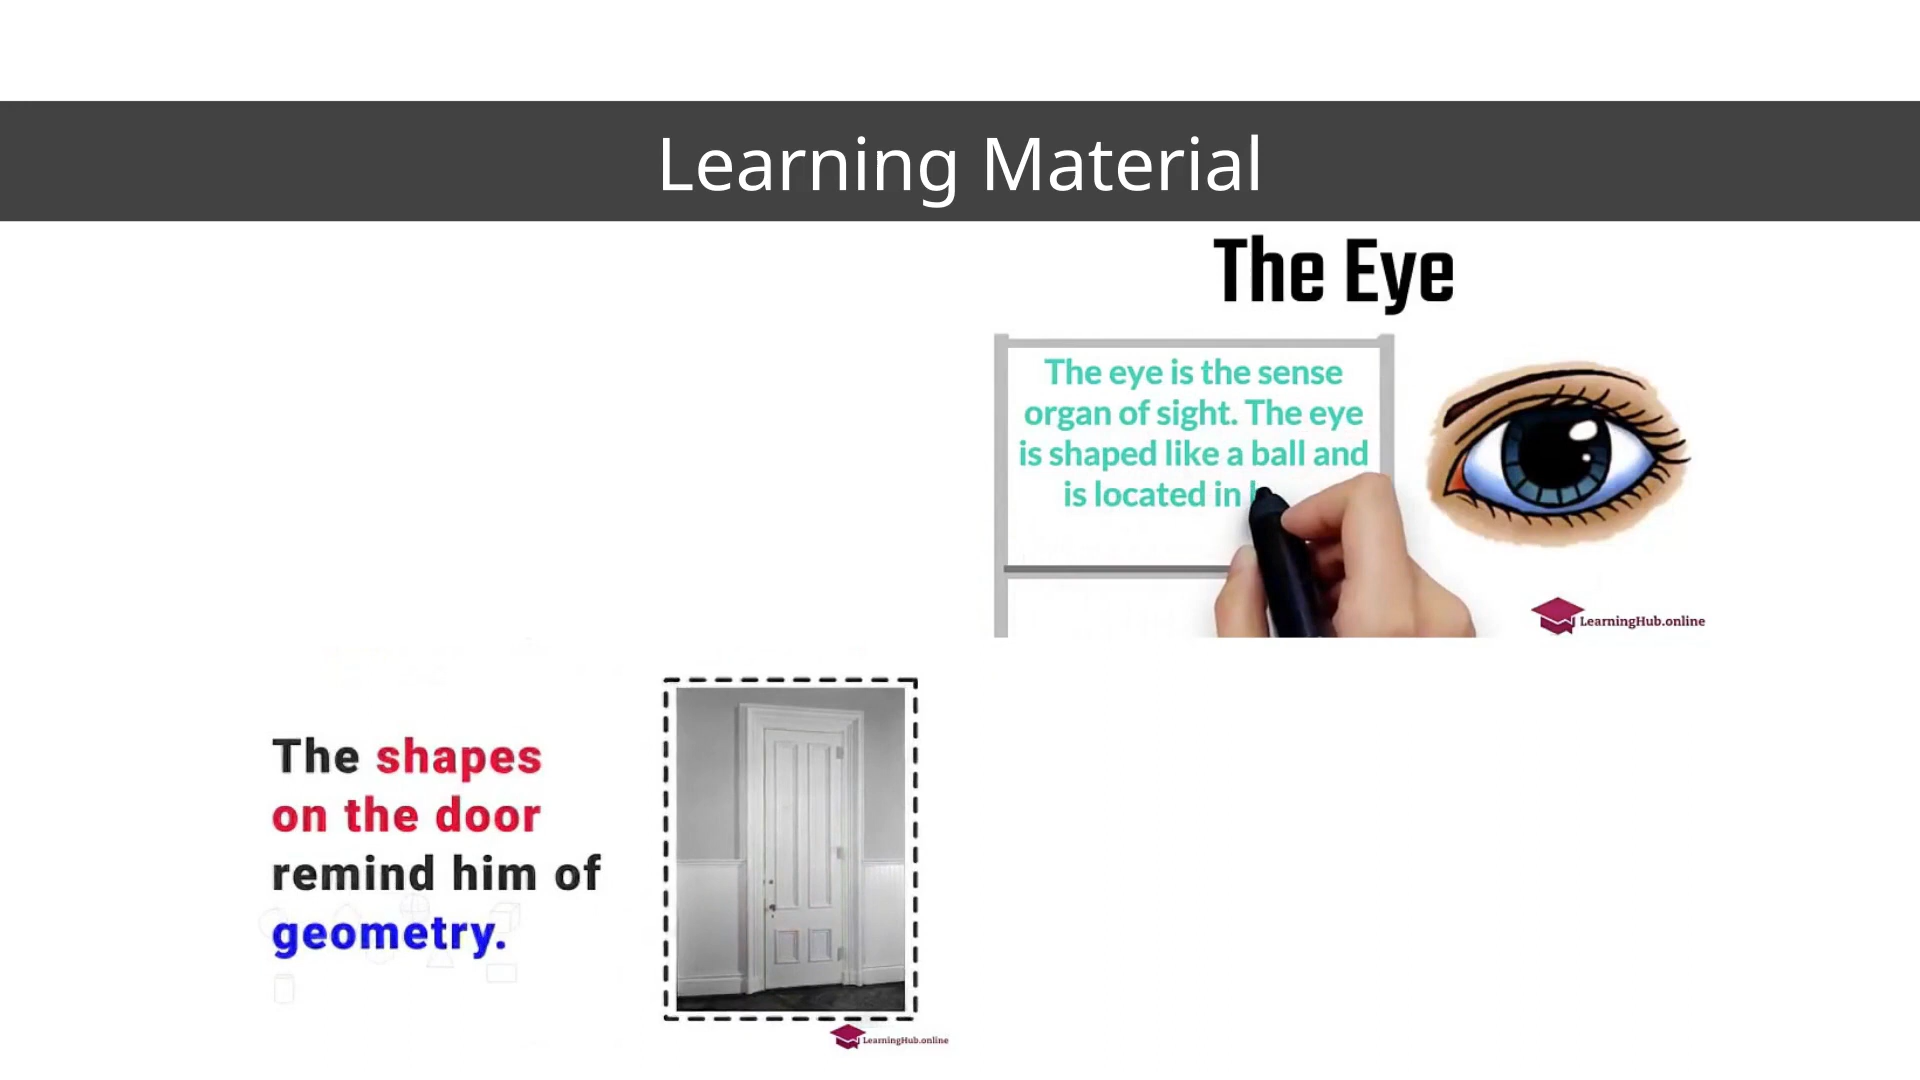 Learning Material
The Eye
The eye is the sense
organ of sight. The eye
is shaped like a ball and
is located in
LearningHub.online
The shapes
on the door
remind him of
geometry.
LearningHub.online